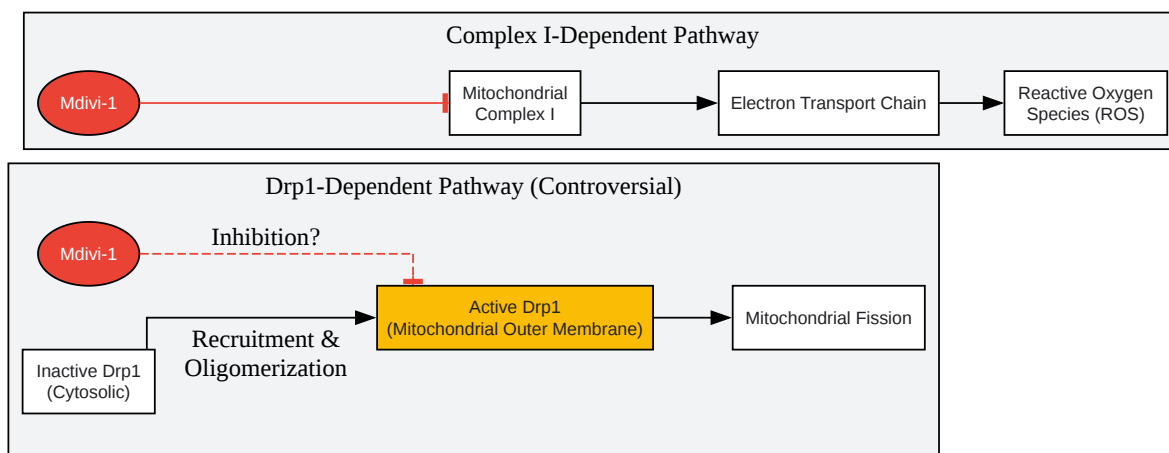 Complex I-Dependent Pathway
Mdivi-1
Mitochondrial
Complex I
Electron Transport Chain
Reactive Oxygen
Species (ROS)
Drp1-Dependent Pathway (Controversial)
Mdivi-1
Inhibition?
Active Drp1
(Mitochondrial Outer Membrane)
Mitochondrial Fission
Recruitment &
Oligomerization
Inactive Drp1
(Cytosolic)